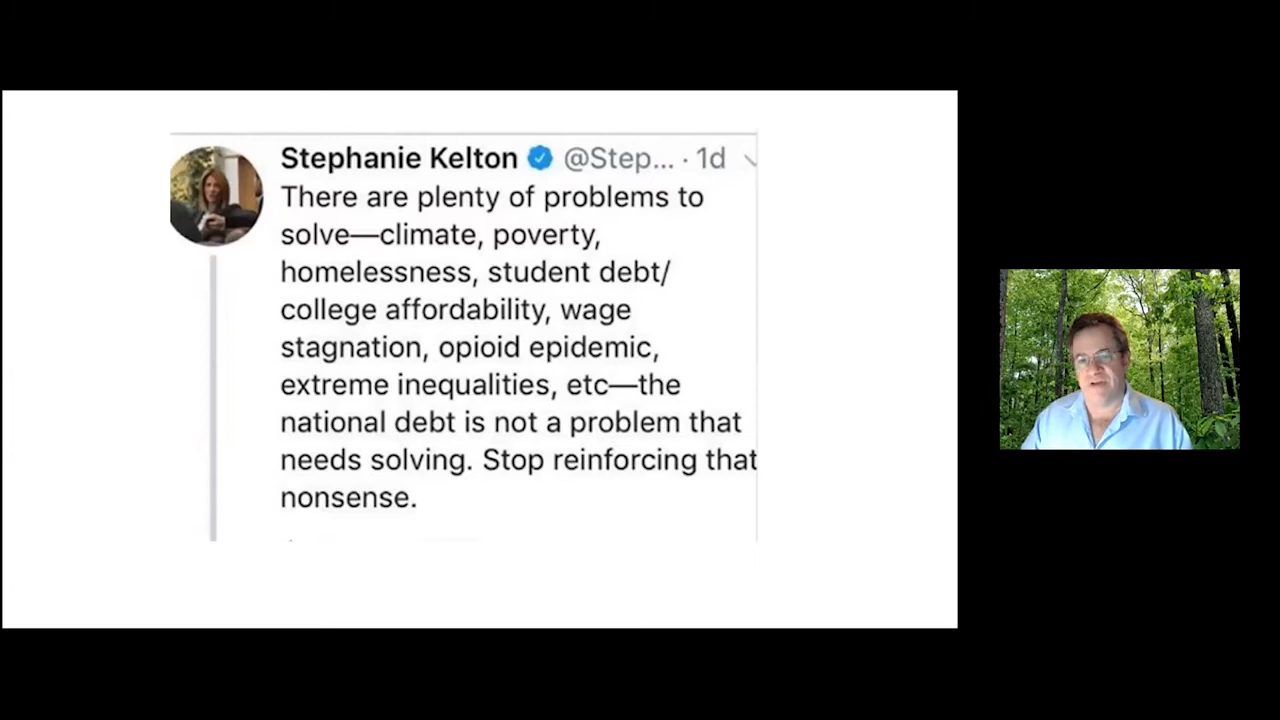 Stephanie Kelton @Step... · 1d
There are plenty of problems to
solve—climate, poverty,
homelessness, student debt/
college affordability, wage
stagnation, opioid epidemic,
extreme inequalities, etc—the
national debt is not a problem that
needs solving. Stop reinforcing that
nonsense.